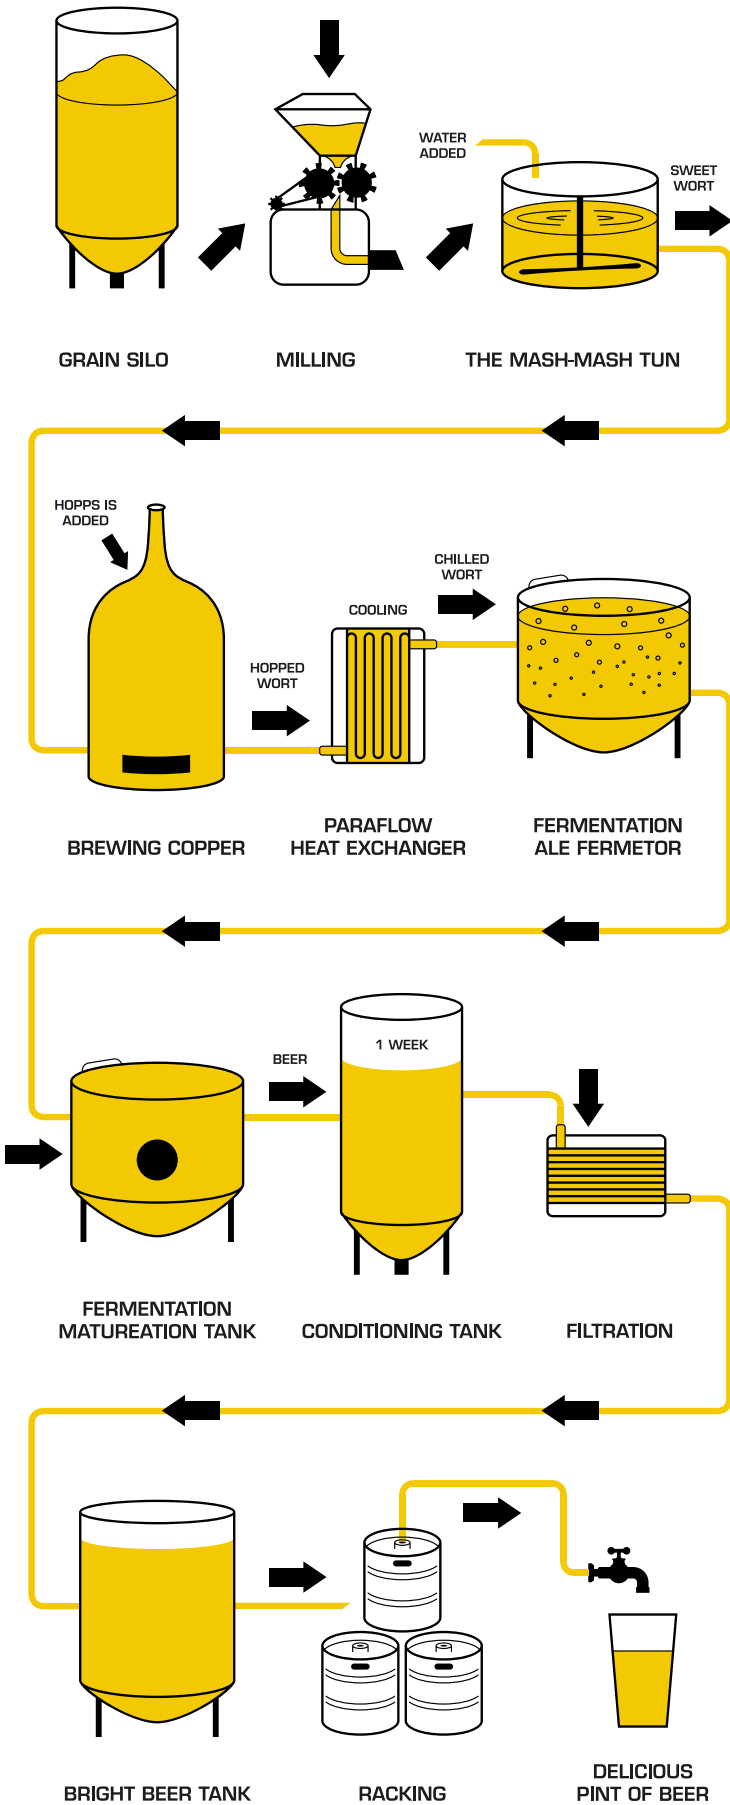 WATER
ADDED
SWEET
WORT
GRAIN SILO
MILLING
THE MASH-MASH TUN
HOPPS IS
ADDED
HOPPED
WORT
COOLING
CHILLED
WORT
BREWING COPPER
PARAFLOW
HEAT EXCHANGER
FERMENTATION
ALE FERMETOR
BEER
1 WEEK
FERMENTATION
MATUREATION TANK
CONDITIONING TANK
FILTRATION
BRIGHT BEER TANK
RACKING
DELICIOUS
PINT OF BEER